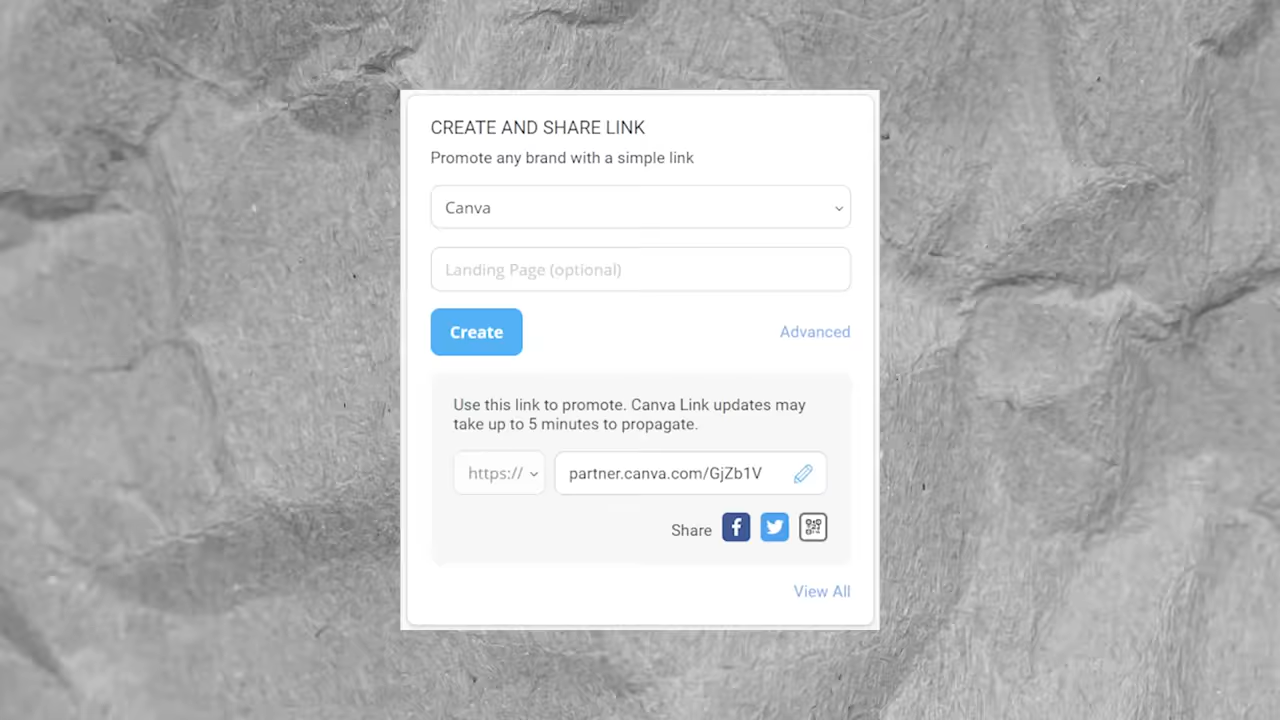 CREATE AND SHARE LINK
Promote any brand with a simple link
Canva
Landing Page (optional)
Create
Advanced
Use this link to promote. Canva Link updates may
take up to 5 minutes to propagate.
https://
partner.canva.com/GjZb1V
Share
View All